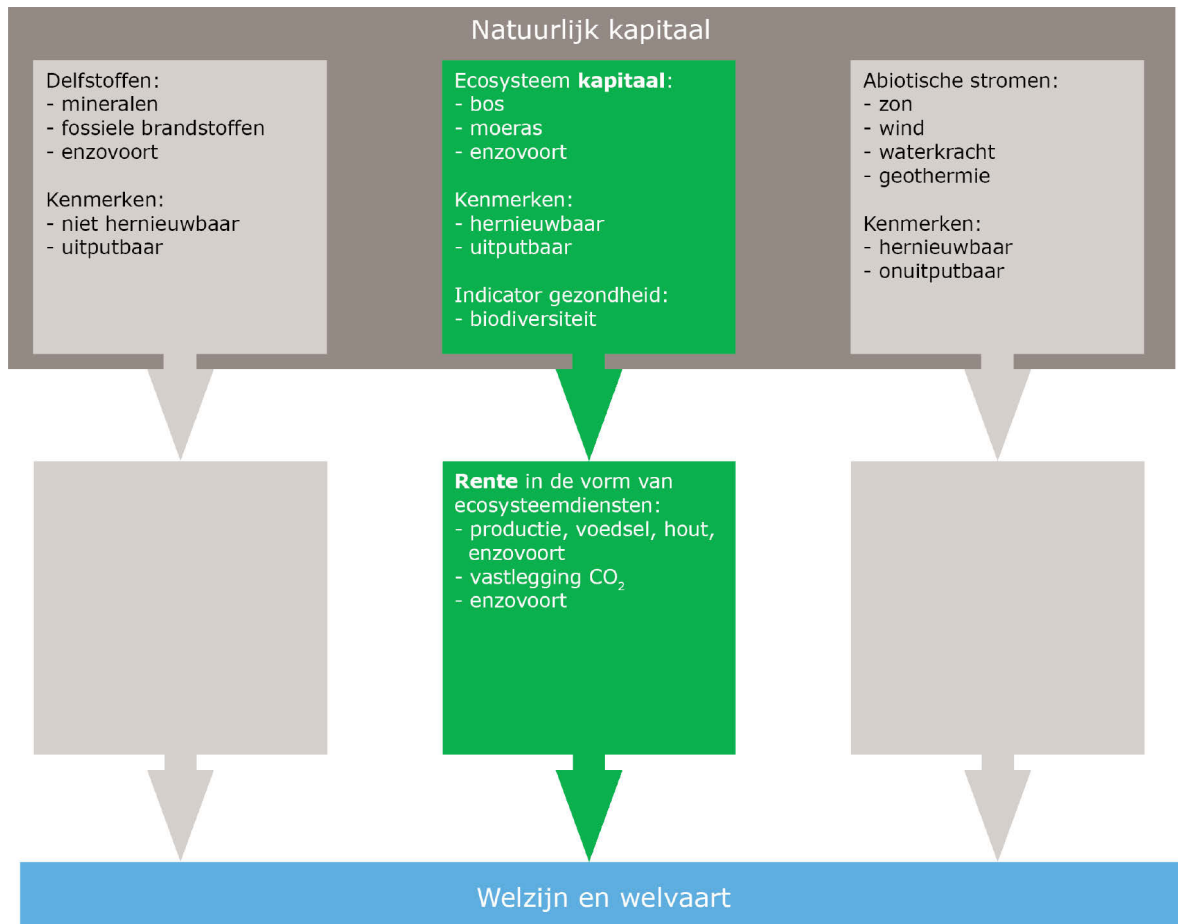 Natuurlijk kapitaal
Delfstoffen:
- mineralen
- fossiele brandstoffen
- enzovoort
Kenmerken:
- niet hernieuwbaar
- uitputbaar
Ecosysteem kapitaal:
- bos
- moeras
- enzovoort
Kenmerken:
- hernieuwbaar
- uitputbaar
Indicator gezondheid:
- biodiversiteit
Abiotische stromen:
- zon
- wind
- waterkracht
- geothermie
Kenmerken:
- hernieuwbaar
- onuitputbaar
Rente in de vorm van
ecosysteemdiensten:
- productie, voedsel, hout,
enzovoort
- vastlegging CO₂
- enzovoort
Welzijn en welvaart